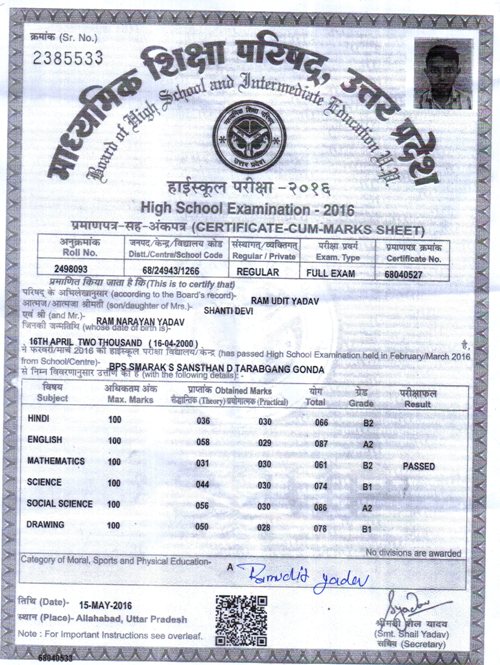 क्रमांक (Sr. No.)
2385533
माध्यमिक शिक्षा परिषद्, उत्तर प्रदेश
Board of High School and Intermediate Education U.P.
माध्यमिक शिक्षा परिषद
उत्तर प्रदेश
हाईस्कूल परीक्षा -२०१६
High School Examination - 2016
प्रमाणपत्र-सह-अंकपत्र (CERTIFICATE-CUM-MARKS SHEET)
अनुक्रमांक जनपद/केन्द्र/विद्यालय कोड संस्थागत/व्यक्तिगत परीक्षा प्रवर्ग प्रमाणपत्र क्रमांक
Roll No. Distt./Centre/School Code Regular / Private Exam. Type Certificate No.
2498093 68/24943/1266 REGULAR FULL EXAM 68040527
प्रमाणित किया जाता है कि(This is to certify that)
परिषद् के अभिलेखानुसार (according to the Board's record)- RAM UDIT YADAV
आत्मज/आत्मजा श्रीमती (son/daughter of Mrs.)- SHANTI DEVI
एवं श्री (and Mr.)- RAM NARAYAN YADAV
जिनकी जन्मतिथि (whose date of birth is)-
16TH APRIL TWO THOUSAND ( 16-04-2000 ) है,
ने फरवरी/मार्च 2016 की हाईस्कूल परीक्षा विद्यालय/केन्द्र (has passed High School Examination held in February/March 2016
from School/Centre)- BPS SMARAK S SANSTHAN D TARABGANG GONDA
से निम्न विवरणानुसार उत्तीर्ण की है (with the following details): -
विषय अधिकतम अंक प्राप्तांक Obtained Marks योग ग्रेड परीक्षाफल
Subject Max. Marks सैद्धान्तिक (Theory) प्रयोगात्मक (Practical) Total Grade Result
HINDI 100 036 030 066 B2
ENGLISH 100 058 029 087 A2
MATHEMATICS 100 031 030 061 B2 PASSED
SCIENCE 100 044 030 074 B1
SOCIAL SCIENCE 100 056 030 086 A2
DRAWING 100 050 028 078 B1
No divisions are awarded
Category of Moral, Sports and Physical Education- A
Ramudit yadav
तिथि (Date)- 15-MAY-2016
स्थान (Place)- Allahabad, Uttar Pradesh
Note : For Important Instructions see overleaf.
Syadav
श्रीमती शैल यादव
(Smt. Shail Yadav)
सचिव (Secretary)
68040533